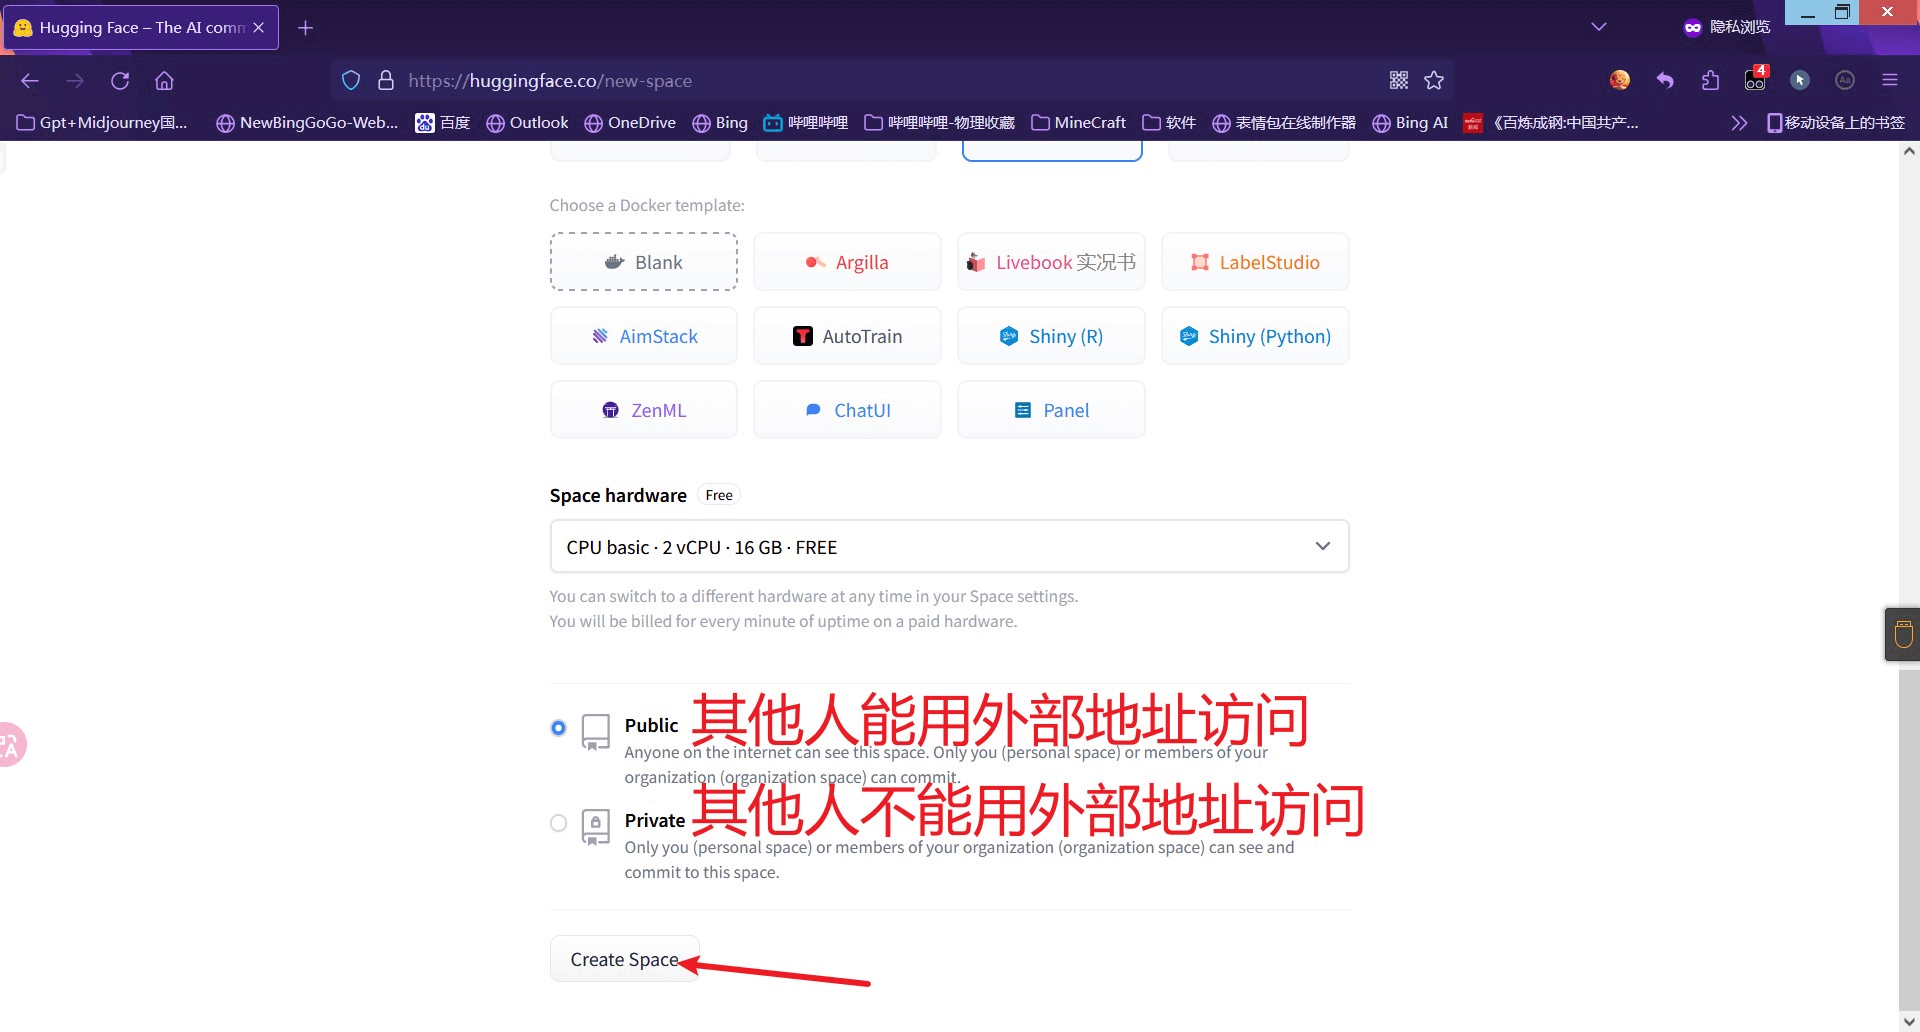 Hugging Face – The AI comm
隐私浏览
https://huggingface.co/new-space
4
Aa
Gpt+Midjourney国...
NewBingGoGo-Web...
百度
Outlook
OneDrive
Bing
哔哩哔哩
哔哩哔哩-物理收藏
MineCraft
软件
表情包在线制作器
Bing AI
《百炼成钢:中国共产...
移动设备上的书签
Choose a Docker template:
Blank
Argilla
Livebook 实况书
LabelStudio
AimStack
AutoTrain
Shiny (R)
Shiny (Python)
ZenML
ChatUI
Panel
Space hardware Free
CPU basic · 2 vCPU · 16 GB · FREE
You can switch to a different hardware at any time in your Space settings.
You will be billed for every minute of uptime on a paid hardware.
Public 其他人能用外部地址访问
Anyone on the internet can see this space. Only you (personal space) or members of your
organization (organization space) can commit.
Private 其他人不能用外部地址访问
Only you (personal space) or members of your organization (organization space) can see and
commit to this space.
Create Space